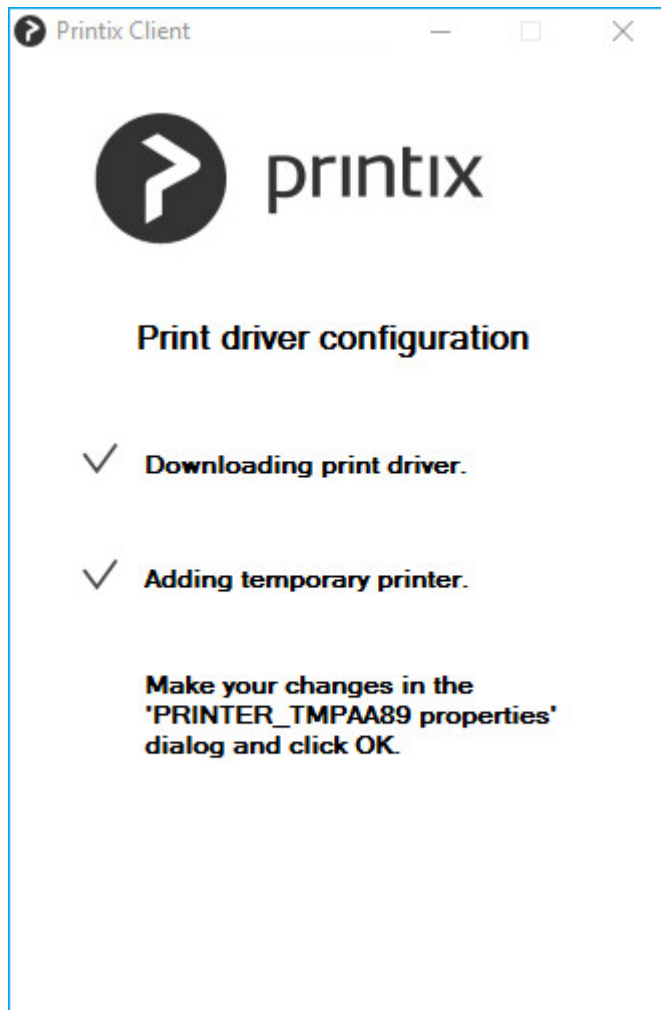 Printix Client
printix
Print driver configuration
Downloading print driver.
Adding temporary printer.
Make your changes in the
'PRINTER_TMPAA89 properties'
dialog and click OK.